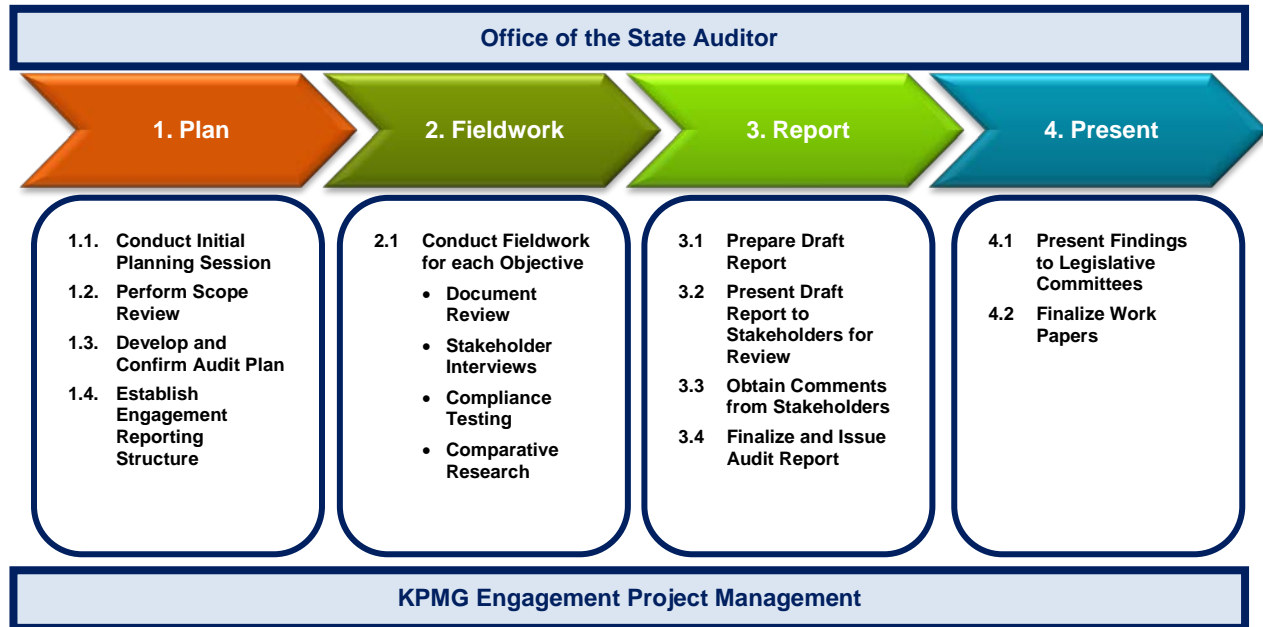 Office of the State Auditor
1. Plan
2. Fieldwork
3. Report
4. Present
1.1. Conduct Initial
Planning Session
1.2. Perform Scope
Review
1.3. Develop and
Confirm Audit Plan
1.4. Establish
Engagement
Reporting
Structure
2.1 Conduct Fieldwork
for each Objective
• Document
Review
• Stakeholder
Interviews
• Compliance
Testing
• Comparative
Research
3.1 Prepare Draft
Report
3.2 Present Draft
Report to
Stakeholders for
Review
3.3 Obtain Comments
from Stakeholders
3.4 Finalize and Issue
Audit Report
4.1 Present Findings
to Legislative
Committees
4.2 Finalize Work
Papers
KPMG Engagement Project Management